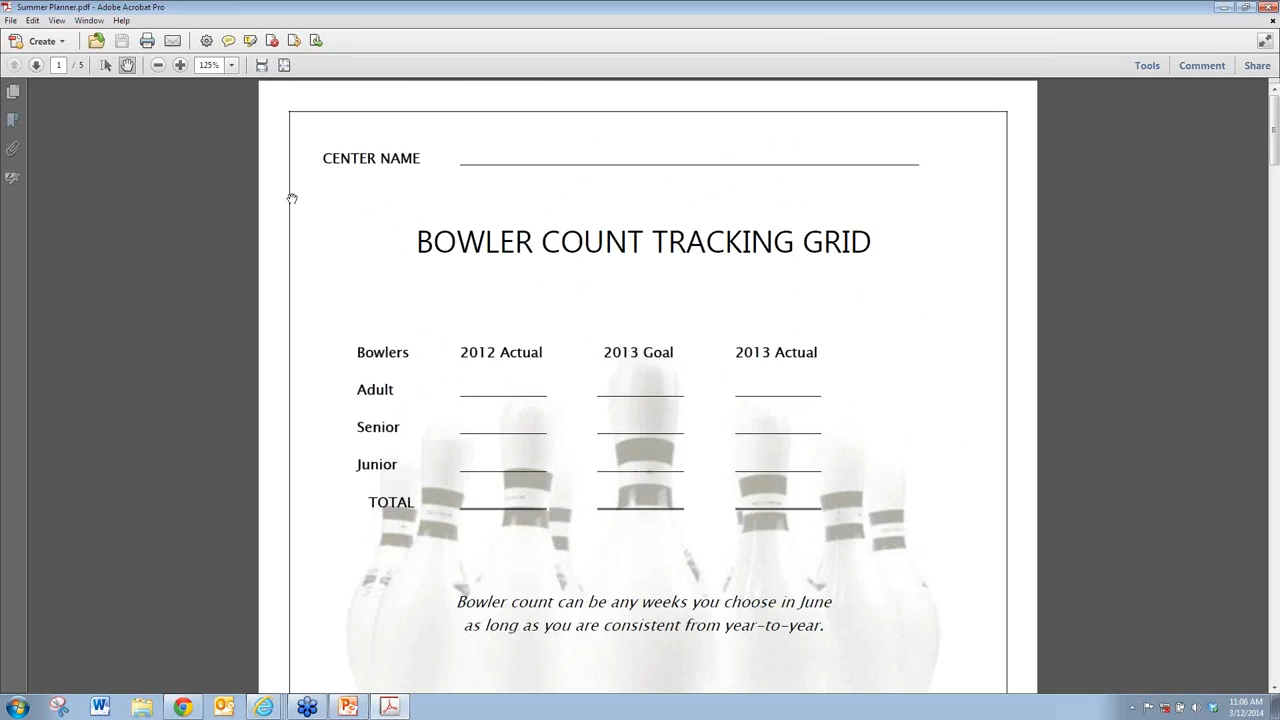 Summer Planner.pdf - Adobe Acrobat Pro
File Edit View Window Help
Create
1 / 5 125% Tools Comment Share
CENTER NAME
BOWLER COUNT TRACKING GRID
Bowlers 2012 Actual 2013 Goal 2013 Actual
Adult
Senior
Junior
TOTAL
Bowler count can be any weeks you choose in June
as long as you are consistent from year-to-year.
11:06 AM
3/12/2014